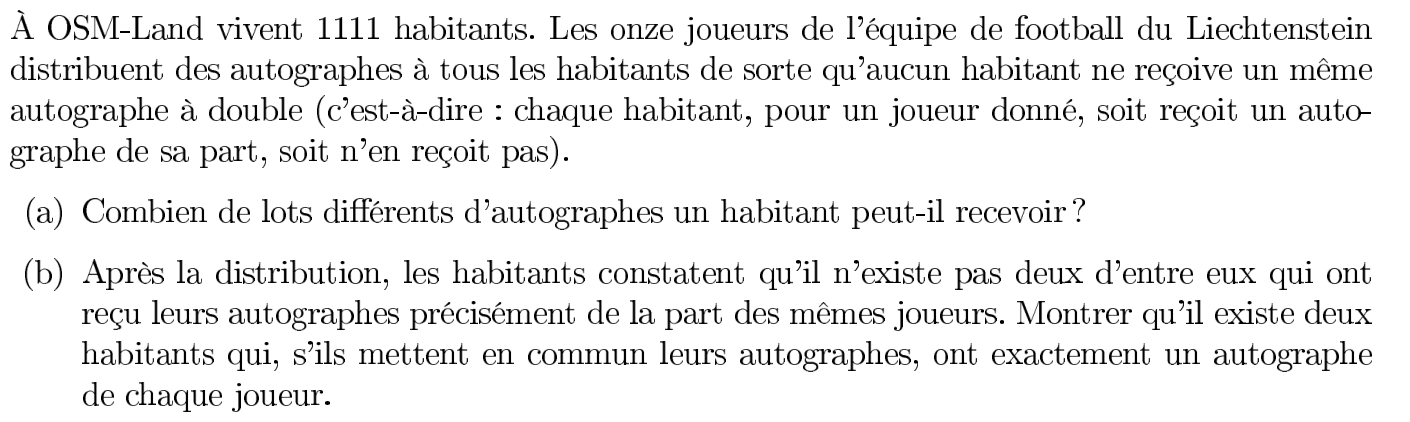 À OSM-Land vivent 1111 habitants. Les onze joueurs de l'équipe de football du Liechtenstein
distribuent des autographes à tous les habitants de sorte qu'aucun habitant ne reçoive un même
autographe à double (c'est-à-dire : chaque habitant, pour un joueur donné, soit reçoit un auto-
graphe de sa part, soit n'en reçoit pas).
(a) Combien de lots différents d'autographes un habitant peut-il recevoir ?
(b) Après la distribution, les habitants constatent qu'il n'existe pas deux d'entre eux qui ont
reçu leurs autographes précisément de la part des mêmes joueurs. Montrer qu'il existe deux
habitants qui, s'ils mettent en commun leurs autographes, ont exactement un autographe
de chaque joueur.